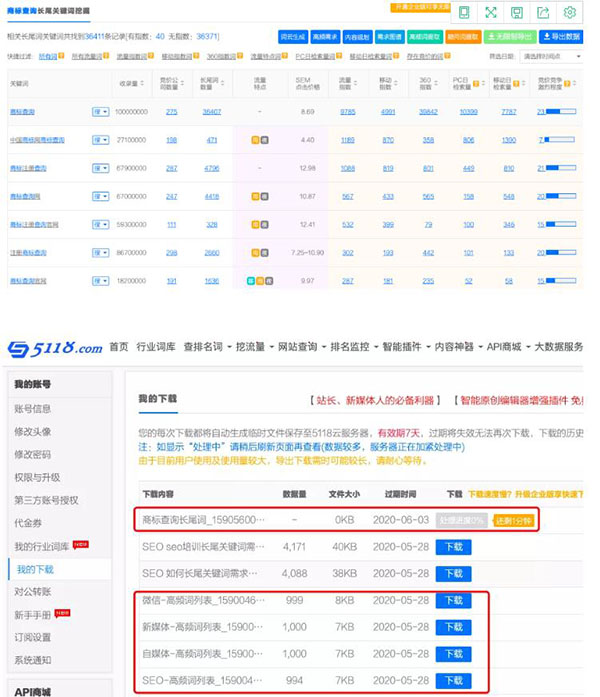 商标查询长尾关键词挖掘
相关长尾词关键词共找到36411条记录(有指数: 40 无指数: 36371)
词云生成 高频需求 内容规划 需求图谱 高频词提取 疑问词提取 无限制导出 导出数据
快捷过滤: 所有词 所有流量词 流量指数词 移动指数词 360指数词 流量特点词 PC日检索量词 移动日检索量词 存在竞价的词 筛选日期: 请选择时间点
关键词 收录量 竞价公司数量 长尾词数量 流量特点 SEM点击价格 流量指数 移动指数 360指数 PC日检索量 移动日检索量 竞价竞争激烈程度
商标查询 搜 100000000 275 36407 - 8.69 9785 4991 39842 10399 7787 23
中国商标网商标查询 搜 27100000 198 471 4.40 1189 870 358 806 1390 7
商标注册查询 搜 67900000 287 4796 - 12.98 1088 819 801 449 810 21
商标查询网 搜 67000000 247 4418 10.87 567 433 565 158 548 20
商标注册查询官网 搜 59300000 111 328 12.41 532 399 79 100 346 15
注册商标查询 搜 86700000 298 2660 7.25~10.90 302 193 442 101 133 20
商标查询官网 搜 18200000 191 1636 9.97 287 181 235 52 58 15
5118.com 首页 行业词库 查排名词 挖流量 网站查询 排名监控 智能插件 内容神器 API商城 大数据服务
我的账号
账号信息
修改头像
修改密码
权限与升级
第三方账号授权
代金券
我的行业词库
我的下载
对公转账
新手手册
订阅设置
系统通知
API商城
我的下载 【 站长、新媒体人的必备利器 】 【 智能原创编辑器增强插件 免
您的每次下载都将自动生成临时文件保存至5118云服务器, 有效期7天, 过期将失效无法再次下载, 下载的历史
注: 如显示“处理中”请稍后刷新页面再查看(数据较多, 服务器正在加紧处理中)
由于目前用户使用及使用量较大, 导出下载需时可能较长, 请耐心等待。
下载内容 数据量 文件大小 过期时间 下载 下载速度慢? 升级企业版享快速下
商标查询长尾词_15905600··· - 0KB 2020-06-03 处理进度0% 还剩1分钟
SEO seo培训长尾关键词需··· 4,171 40KB 2020-05-28 下载
SEO 如何长尾关键词需求··· 4,088 38KB 2020-05-28 下载
微信-高频词列表_1590046··· 999 8KB 2020-05-28 下载
新媒体-高频词列表_15900··· 1,000 7KB 2020-05-28 下载
自媒体-高频词列表_15900··· 1,000 7KB 2020-05-28 下载
SEO-高频词列表_159004··· 994 7KB 2020-05-28 下载